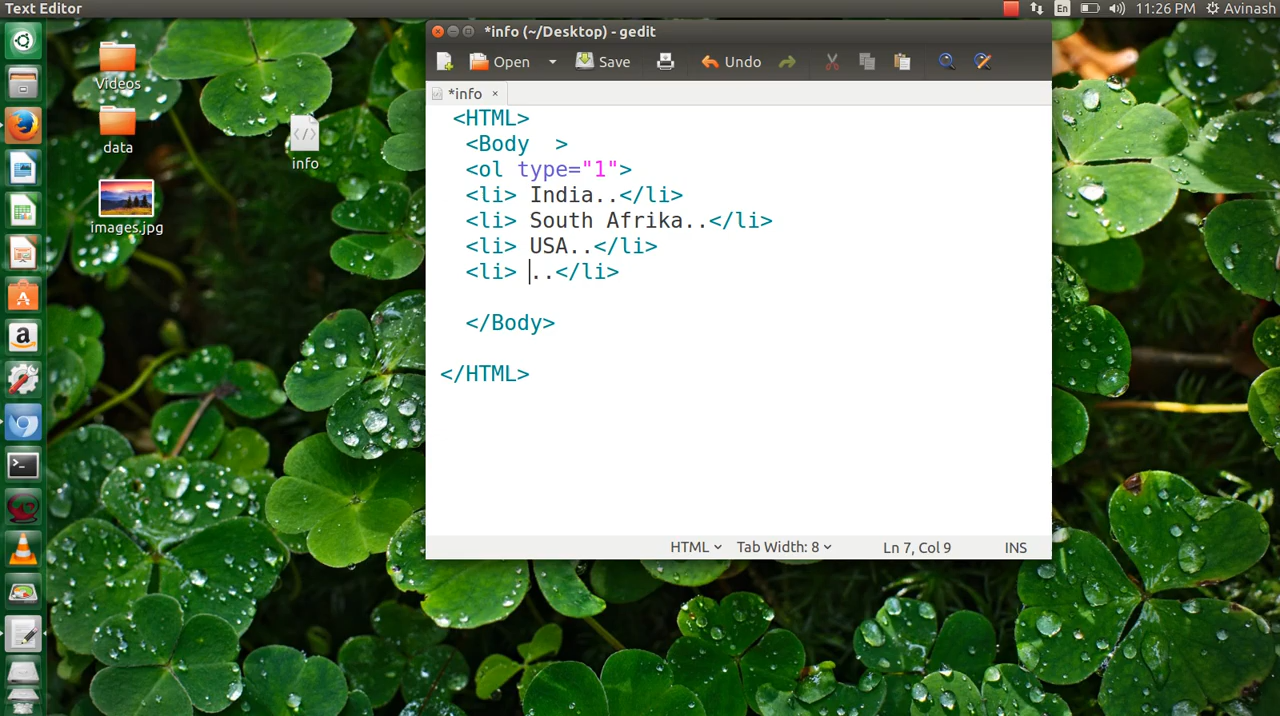 Text Editor
En
11:26 PM
Avinash
*info (~/Desktop) - gedit
Open
Save
Undo
*info ×
<HTML>
<Body  >
<ol type="1">
<li> India..</li>
<li> South Afrika..</li>
<li> USA..</li>
<li> ..</li>
</Body>
</HTML>
HTML
Tab Width: 8
Ln 7, Col 9
INS
Videos
data
info
images.jpg